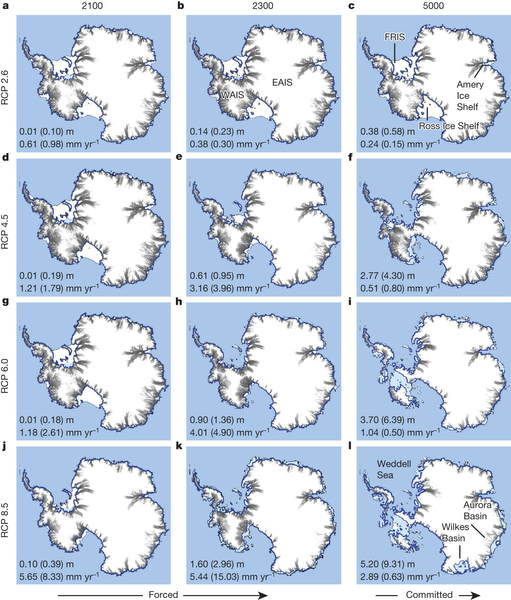 2100 2300 5000
a b c
RCP 2.6
FRIS
WAIS
EAIS
Amery
Ice
Shelf
Ross Ice Shelf
0.01 (0.10) m
0.61 (0.98) mm yr⁻¹
0.14 (0.23) m
0.38 (0.30) mm yr⁻¹
0.38 (0.58) m
0.24 (0.15) mm yr⁻¹
d e f
RCP 4.5
0.01 (0.19) m
1.21 (1.79) mm yr⁻¹
0.61 (0.95) m
3.16 (3.96) mm yr⁻¹
2.77 (4.30) m
0.51 (0.80) mm yr⁻¹
g h i
RCP 6.0
0.01 (0.18) m
1.18 (2.61) mm yr⁻¹
0.90 (1.36) m
4.01 (4.90) mm yr⁻¹
3.70 (6.39) m
1.04 (0.50) mm yr⁻¹
j k l
RCP 8.5
Weddell
Sea
Aurora
Basin
Wilkes
Basin
0.10 (0.39) m
5.65 (8.33) mm yr⁻¹
1.60 (2.96) m
5.44 (15.03) mm yr⁻¹
5.20 (9.31) m
2.89 (0.63) mm yr⁻¹
Forced
Committed